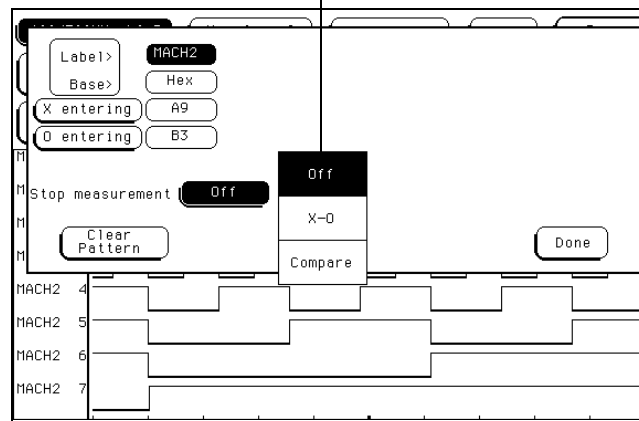 Label> MACH2
Base> Hex
X entering A9
O entering B3
Stop measurement Off
Off
X-O
Compare
Clear
Pattern
Done
M
M
M
M
MACH2 4
MACH2 5
MACH2 6
MACH2 7